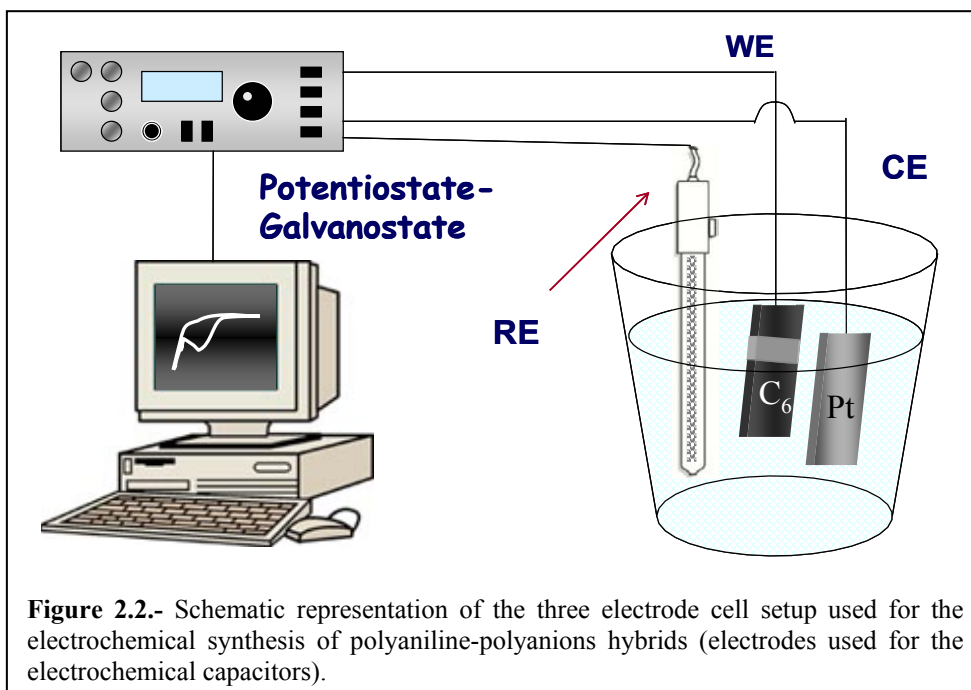 WE
CE
Potentiostate-
Galvanostate
RE
C₆
Pt
Figure 2.2.- Schematic representation of the three electrode cell setup used for the
electrochemical synthesis of polyaniline-polyanions hybrids (electrodes used for the
electrochemical capacitors).